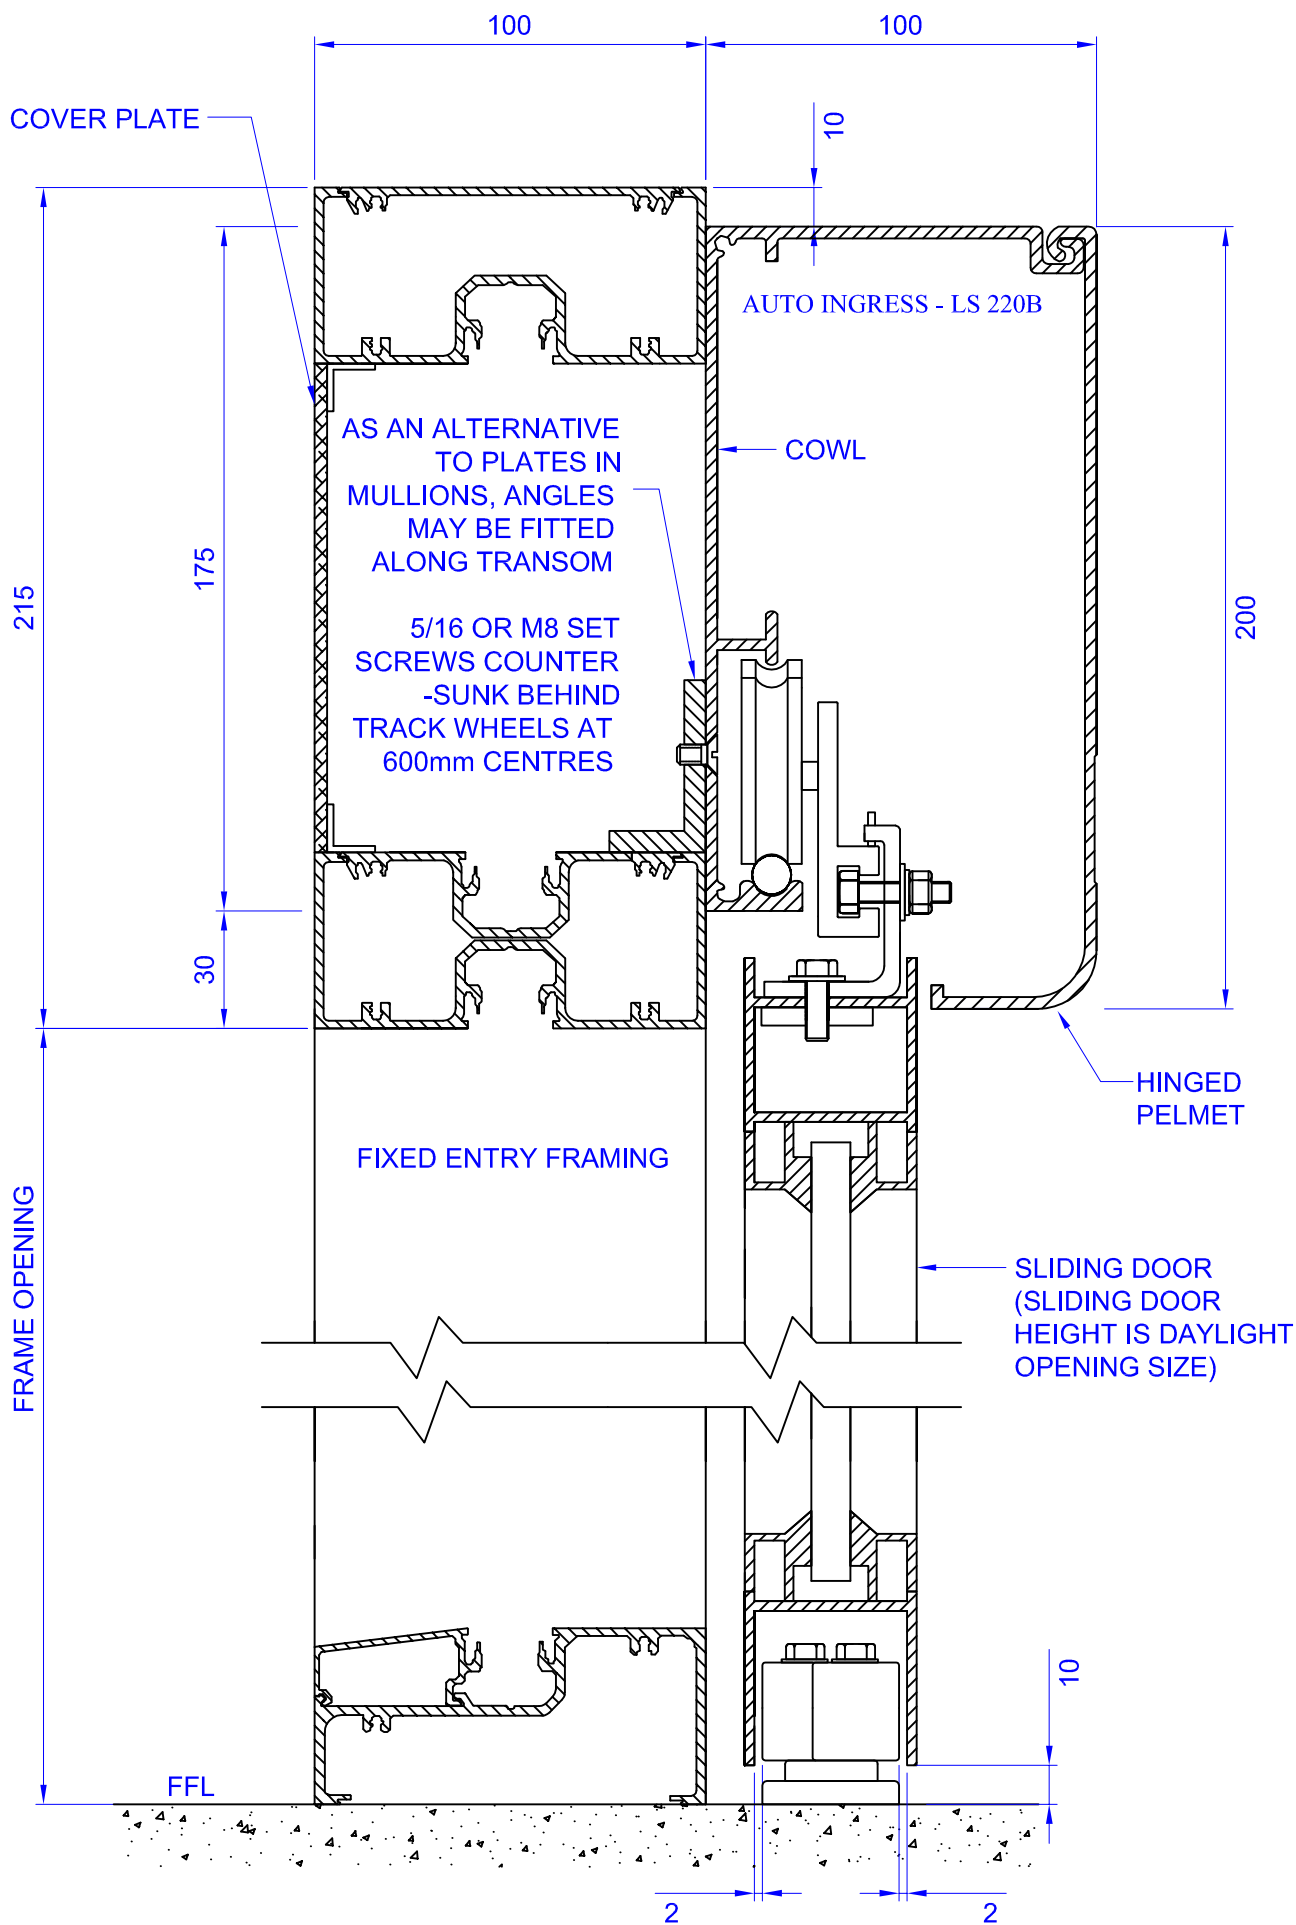 100
100
COVER PLATE
10
AUTO INGRESS - LS 220B
AS AN ALTERNATIVE
TO PLATES IN
MULLIONS, ANGLES
MAY BE FITTED
ALONG TRANSOM
COWL
175
215
200
5/16 OR M8 SET
SCREWS COUNTER
-SUNK BEHIND
TRACK WHEELS AT
600mm CENTRES
30
HINGED
PELMET
FIXED ENTRY FRAMING
FRAME OPENING
SLIDING DOOR
(SLIDING DOOR
HEIGHT IS DAYLIGHT
OPENING SIZE)
10
FFL
2
2